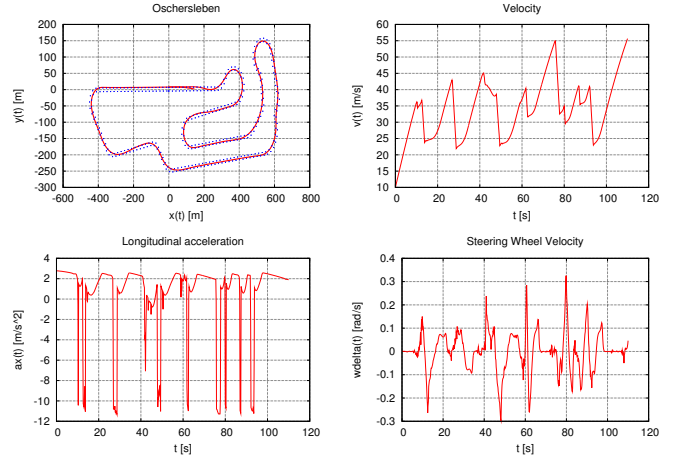 Oschersleben
200
150
100
50
0
-50
-100
-150
-200
-250
-300
y(t) [m]
-600 -400 -200 0 200 400 600 800
x(t) [m]
Velocity
60
55
50
45
40
35
30
25
20
15
10
v(t) [m/s]
0 20 40 60 80 100 120
t [s]
Longitudinal acceleration
4
2
0
-2
-4
-6
-8
-10
-12
ax(t) [m/s^2]
0 20 40 60 80 100 120
t [s]
Steering Wheel Velocity
0.4
0.3
0.2
0.1
0
-0.1
-0.2
-0.3
wdelta(t) [rad/s]
0 20 40 60 80 100 120
t [s]